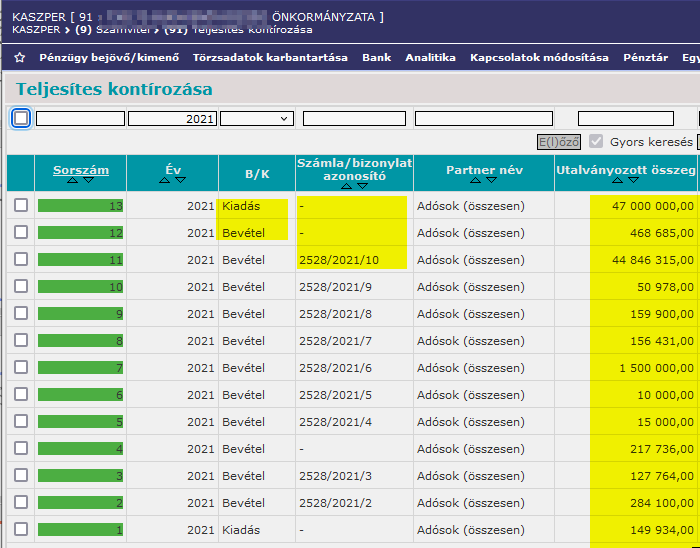 KASZPER [ 91 ÖNKORMÁNYZATA ]
KASZPER (9) Számvitel (91) Teljesítés kontírozása
Pénzügy bejövő/kimenő Törzsadatok karbantartása Bank Analitika Kapcsolatok módosítása Pénztár Egy
Teljesítes kontírozása
2021
E(l)őző Gyors keresés
Sorszám Év B/K Számla/bizonylat azonosító Partner név Utalványozott összeg
13 2021 Kiadás - Adósok (összesen) 47 000 000,00
12 2021 Bevétel - Adósok (összesen) 468 685,00
11 2021 Bevétel 2528/2021/10 Adósok (összesen) 44 846 315,00
10 2021 Bevétel 2528/2021/9 Adósok (összesen) 50 978,00
9 2021 Bevétel 2528/2021/8 Adósok (összesen) 159 900,00
8 2021 Bevétel 2528/2021/7 Adósok (összesen) 156 431,00
7 2021 Bevétel 2528/2021/6 Adósok (összesen) 1 500 000,00
6 2021 Bevétel 2528/2021/5 Adósok (összesen) 10 000,00
5 2021 Bevétel 2528/2021/4 Adósok (összesen) 15 000,00
4 2021 Bevétel - Adósok (összesen) 217 736,00
3 2021 Bevétel 2528/2021/3 Adósok (összesen) 127 764,00
2 2021 Bevétel 2528/2021/2 Adósok (összesen) 284 100,00
1 2021 Kiadás - Adósok (összesen) 149 934,00